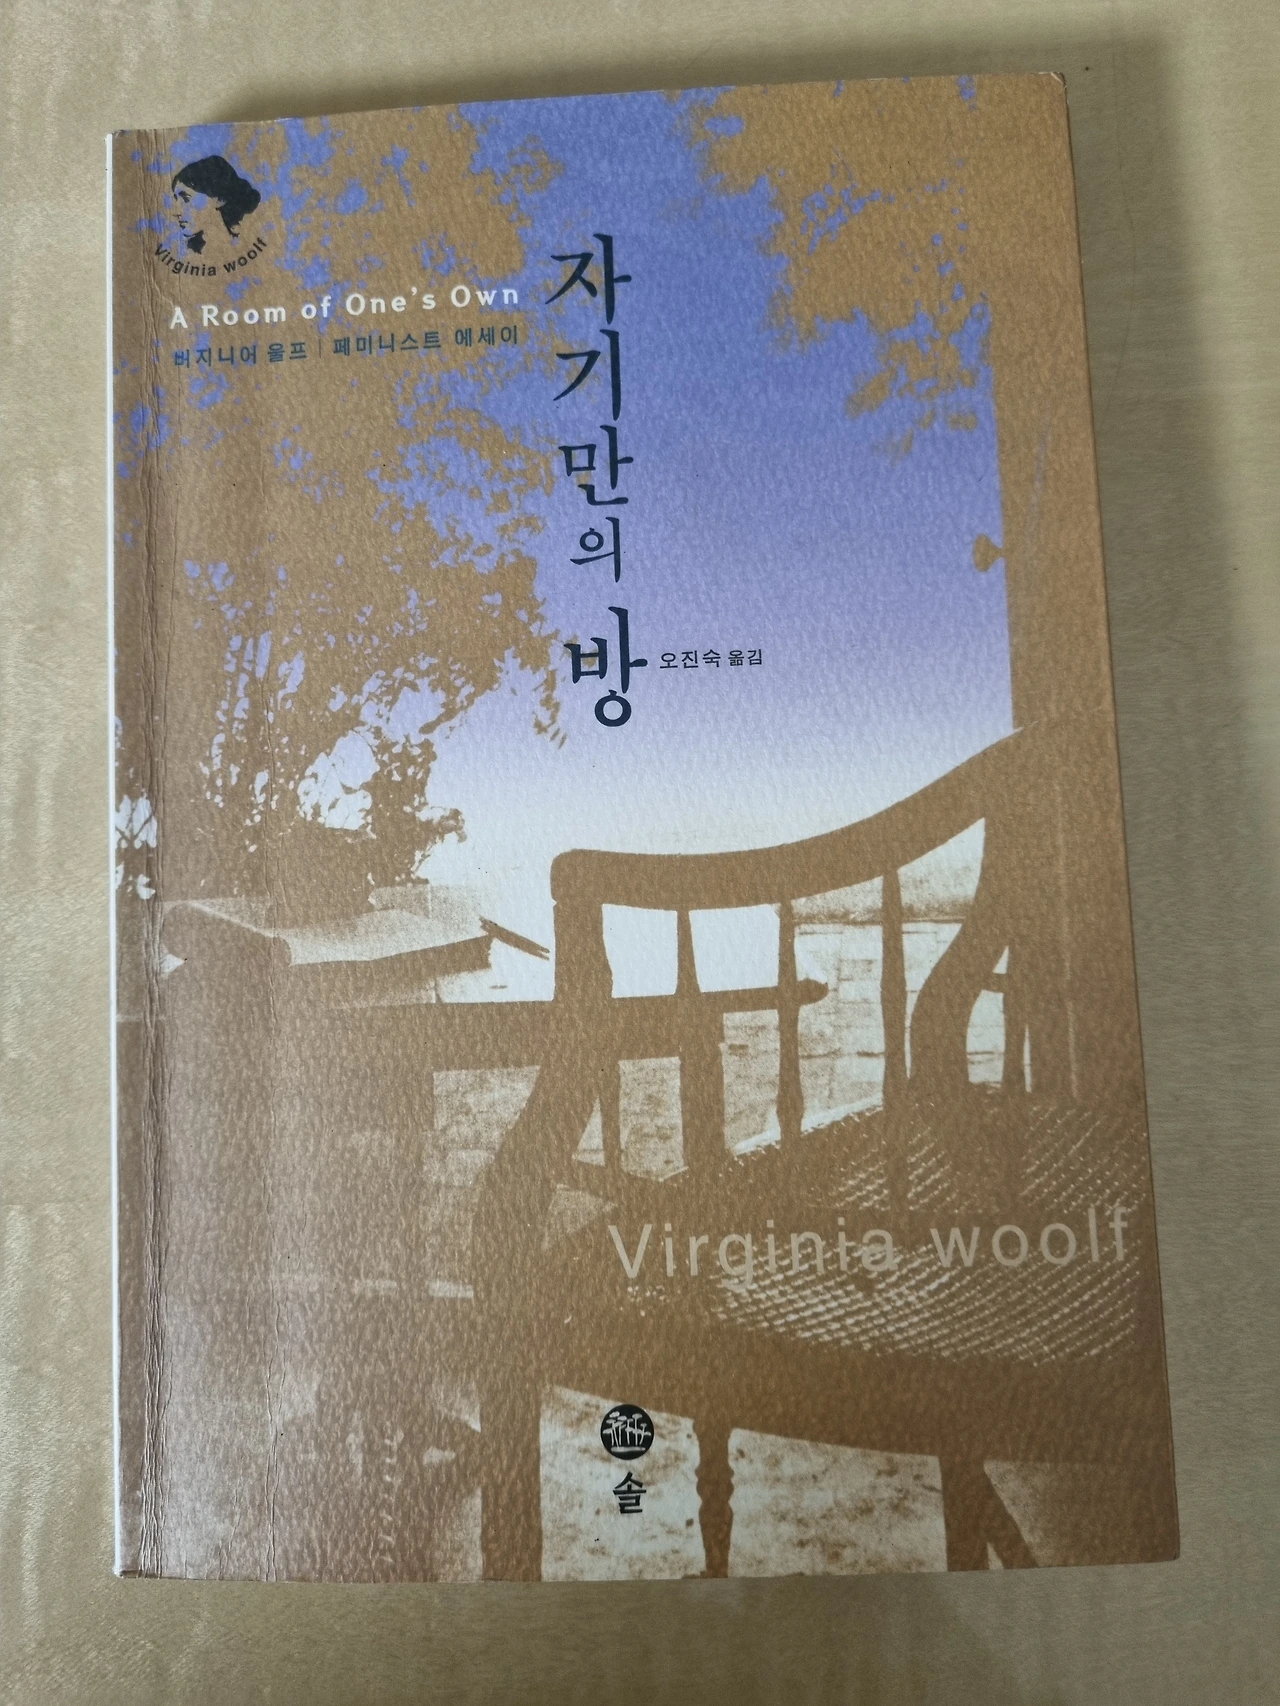 Virginia woolf
A Room of One's Own
버지니어 울프 | 페미니스트 에세이
자기만의 방
오진숙 옮김
Virginia woolf
솔